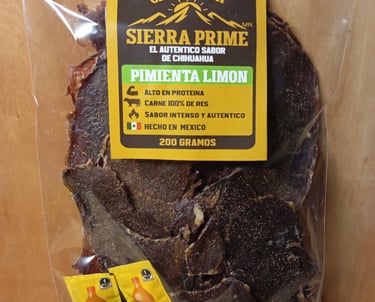 SIERRA PRIME
MR
EL AUTENTICO SABOR
DE CHIHUAHUA
PIMIENTA LIMON
ALTO EN PROTEINA
CARNE 100% DE RES
SABOR INTENSO Y AUTENTICO
HECHO EN MEXICO
200 GRAMOS